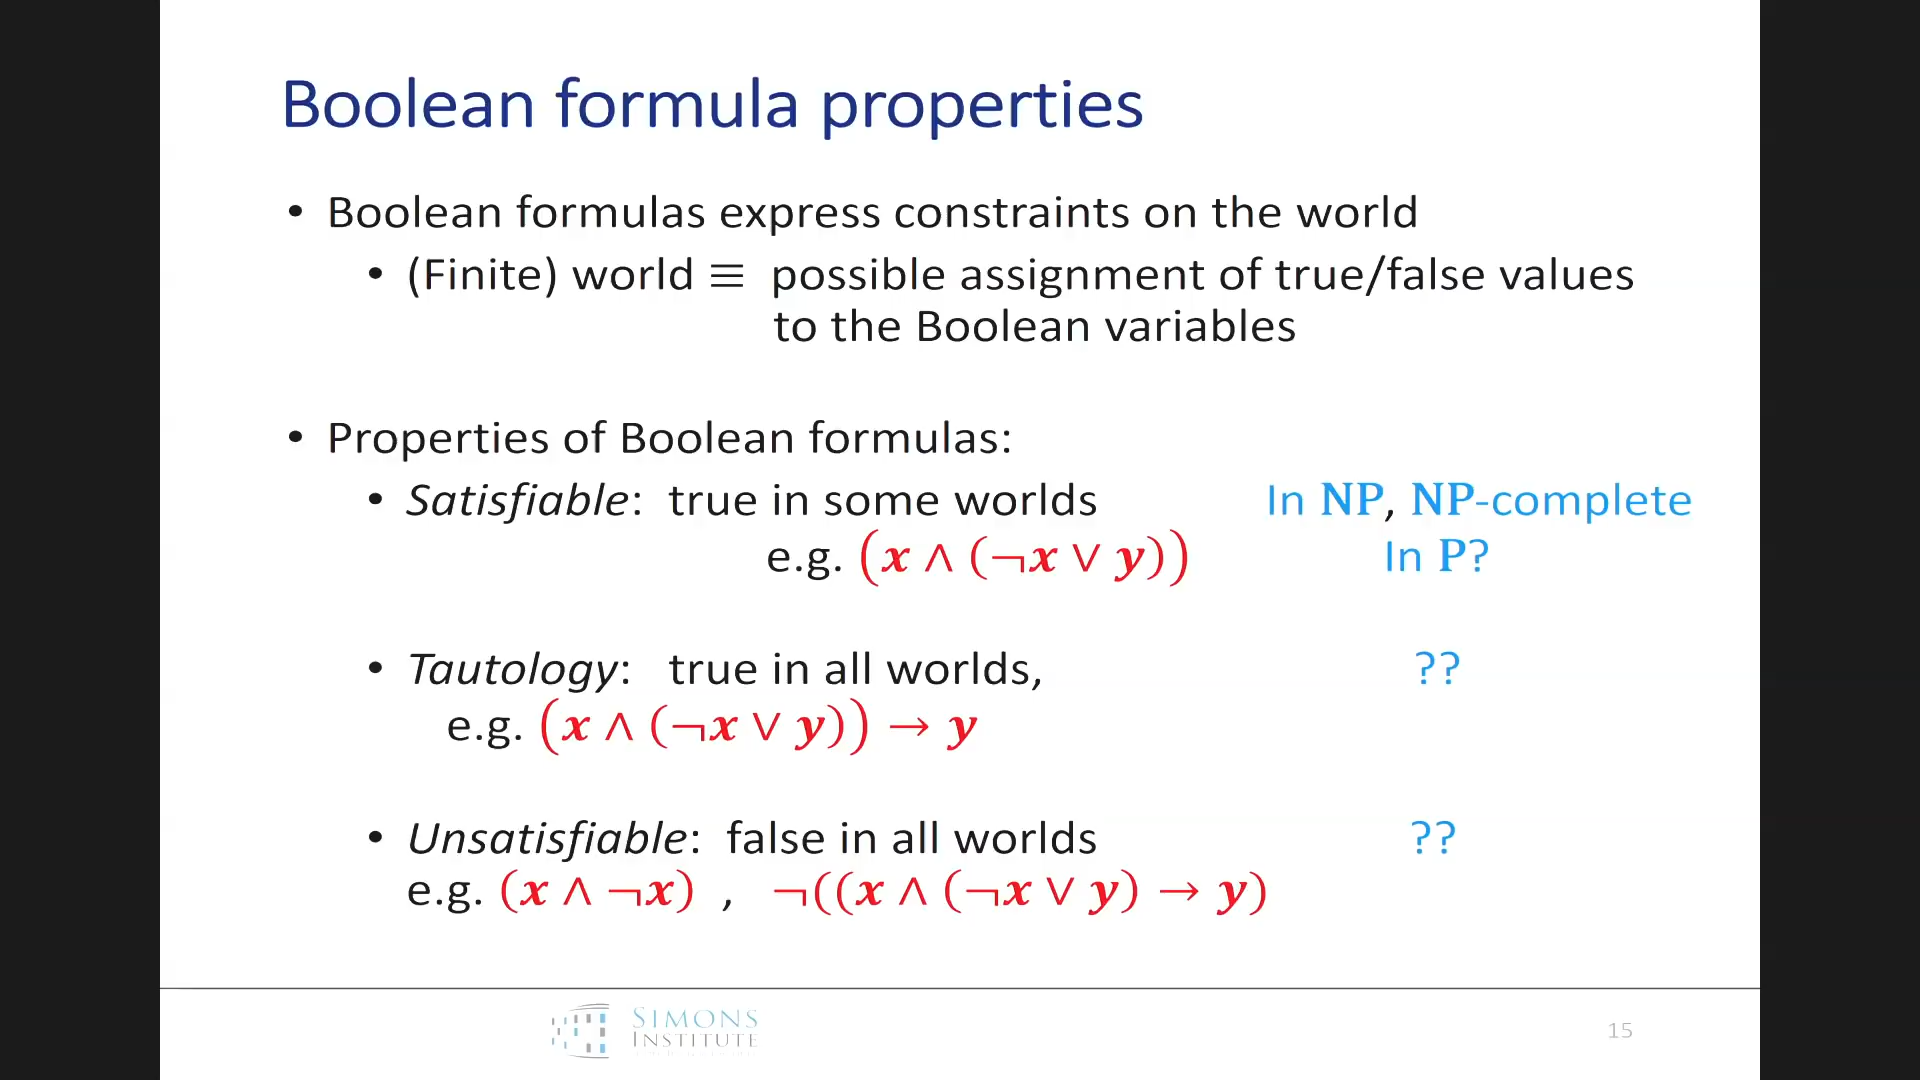 Boolean formula properties
• Boolean formulas express constraints on the world
• (Finite) world ≡ possible assignment of true/false values
to the Boolean variables
• Properties of Boolean formulas:
• Satisfiable: true in some worlds In NP, NP-complete
e.g. (x ∧ (¬x ∨ y)) In P?
• Tautology: true in all worlds, ??
e.g. (x ∧ (¬x ∨ y)) → y
• Unsatisfiable: false in all worlds ??
e.g. (x ∧ ¬x) , ¬((x ∧ (¬x ∨ y) → y)
SIMONS
INSTITUTE
15